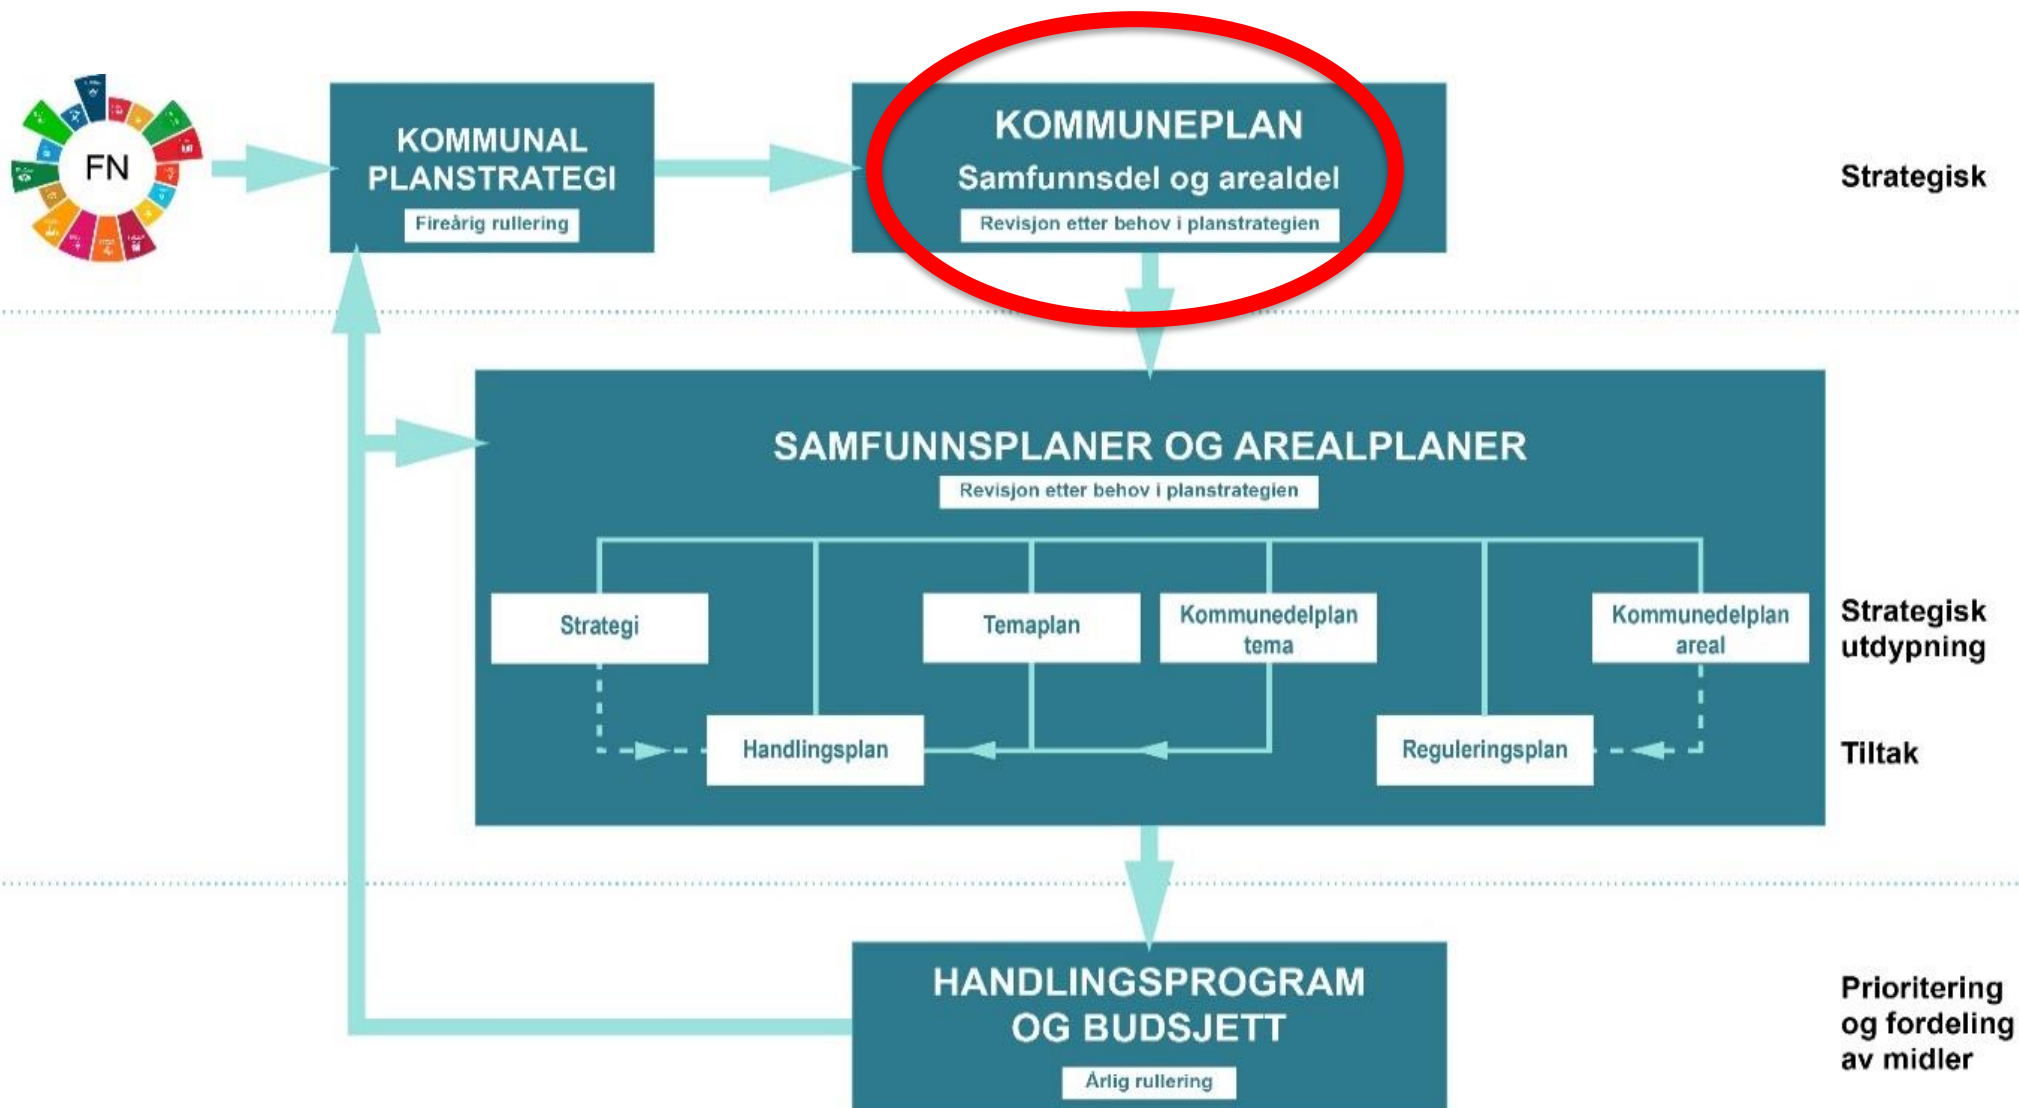 FN
KOMMUNAL
PLANSTRATEGI
Fireårig rullering
KOMMUNEPLAN
Samfunnsdel og arealdel
Revisjon etter behov i planstrategien
Strategisk
SAMFUNNSPLANER OG AREALPLANER
Revisjon etter behov i planstrategien
Strategi
Temaplan
Kommunedelplan
tema
Kommunedelplan
areal
Strategisk
utdypning
Handlingsplan
Reguleringsplan
Tiltak
HANDLINGSPROGRAM
OG BUDSJETT
Årlig rullering
Prioritering
og fordeling
av midler